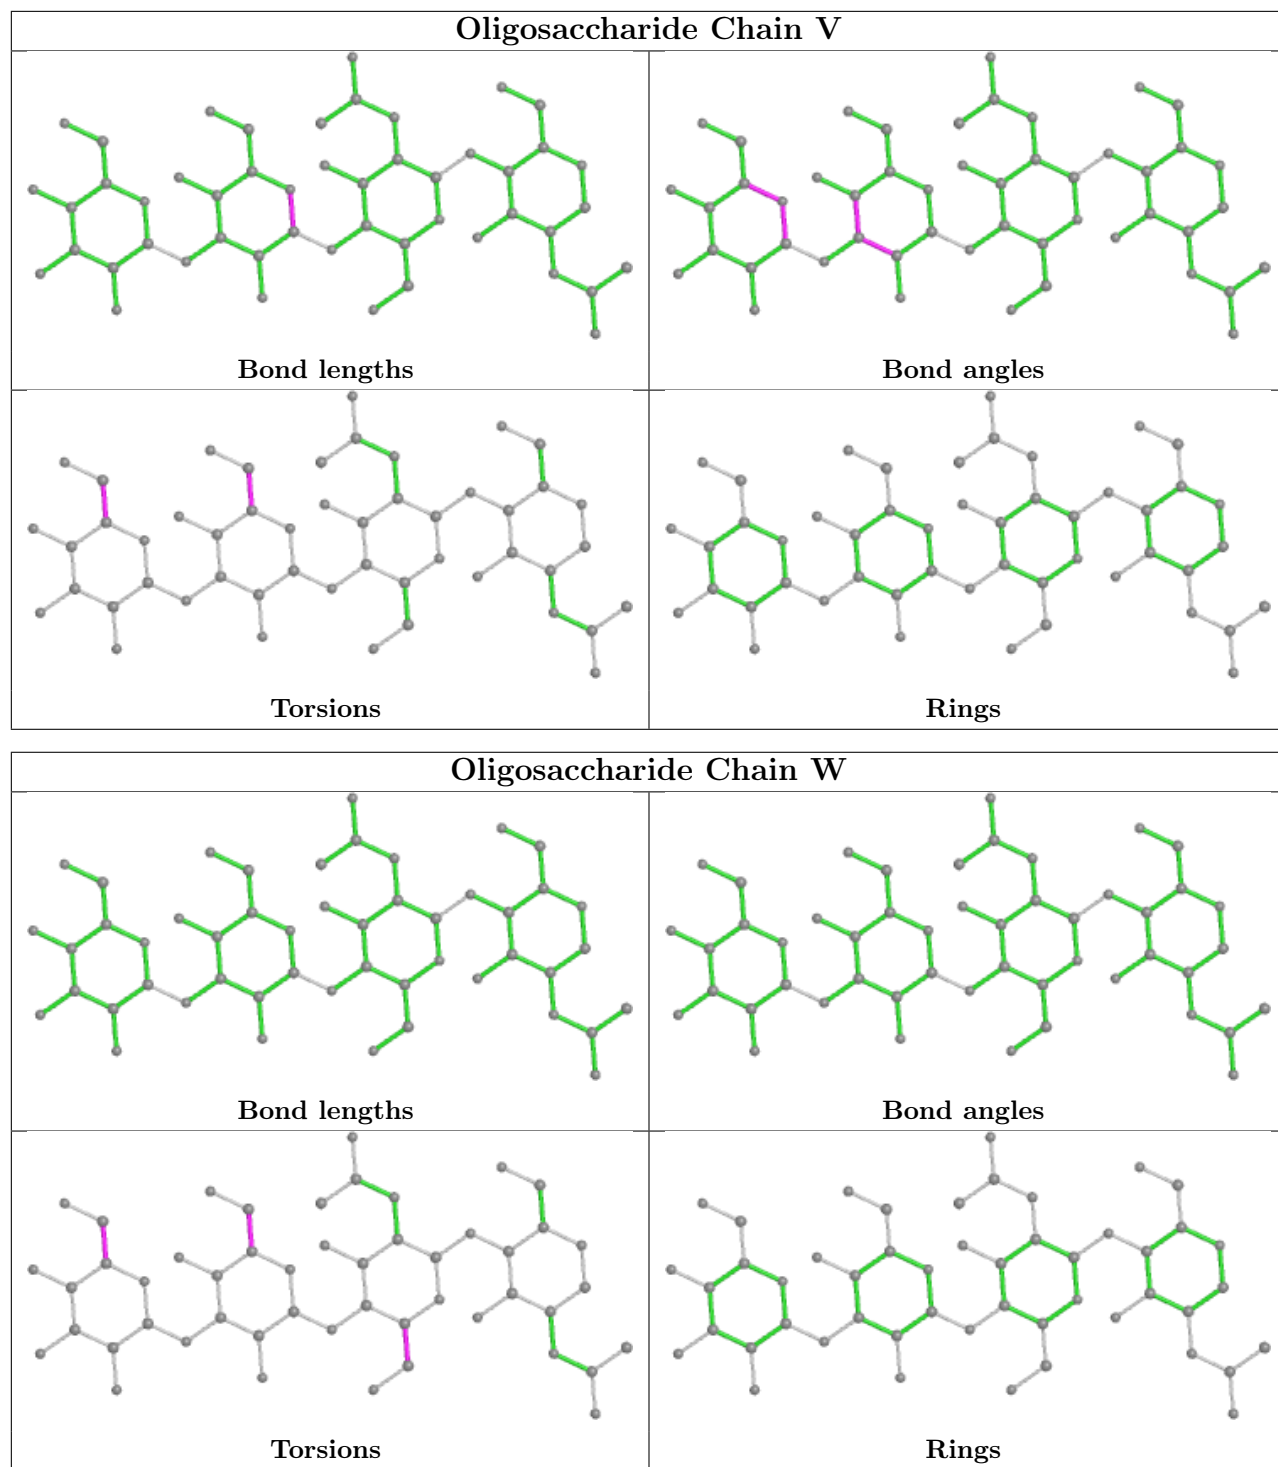 Oligosaccharide Chain V
Bond lengths
Bond angles
Torsions
Rings
Oligosaccharide Chain W
Bond lengths
Bond angles
Torsions
Rings